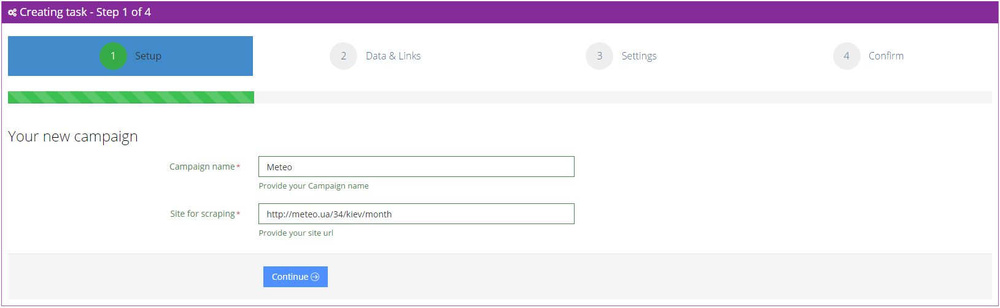 Creating task - Step 1 of 4
1 Setup 2 Data & Links 3 Settings 4 Confirm
Your new campaign
Campaign name* Meteo
Provide your Campaign name
Site for scraping* http://meteo.ua/34/kiev/month
Provide your site url
Continue